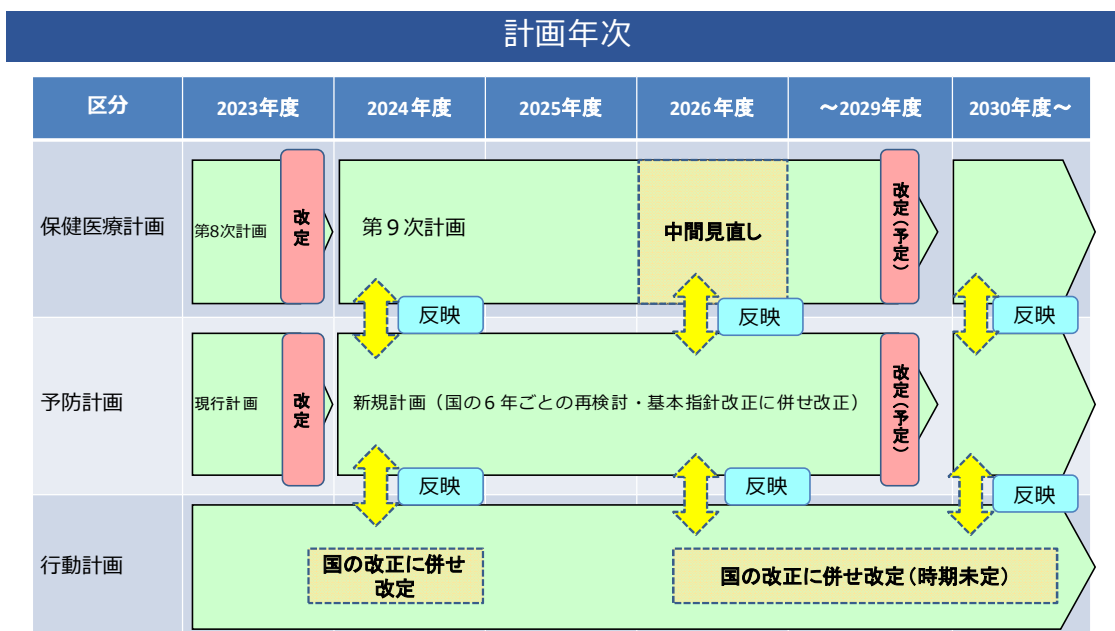 計画年次
区分
2023年度
2024年度
2025年度
2026年度
～2029年度
2030年度～
保健医療計画
第8次計画
改定
第９次計画
中間見直し
改定（予定）
反映
反映
反映
予防計画
現行計画
改定
新規計画（国の６年ごとの再検討・基本指針改正に併せ改正）
改定（予定）
反映
反映
反映
行動計画
国の改正に併せ
改定
国の改正に併せ改定（時期未定）